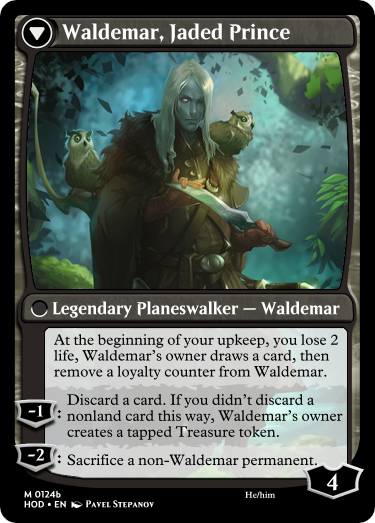 Waldemar, Jaded Prince
Legendary Planeswalker — Waldemar
At the beginning of your upkeep, you lose 2
life, Waldemar's owner draws a card, then
remove a loyalty counter from Waldemar.
-1: Discard a card. If you didn't discard a
nonland card this way, Waldemar's owner
creates a tapped Treasure token.
-2: Sacrifice a non-Waldemar permanent.
4
M 0124b
HOD • EN Pavel Stepanov
He/him